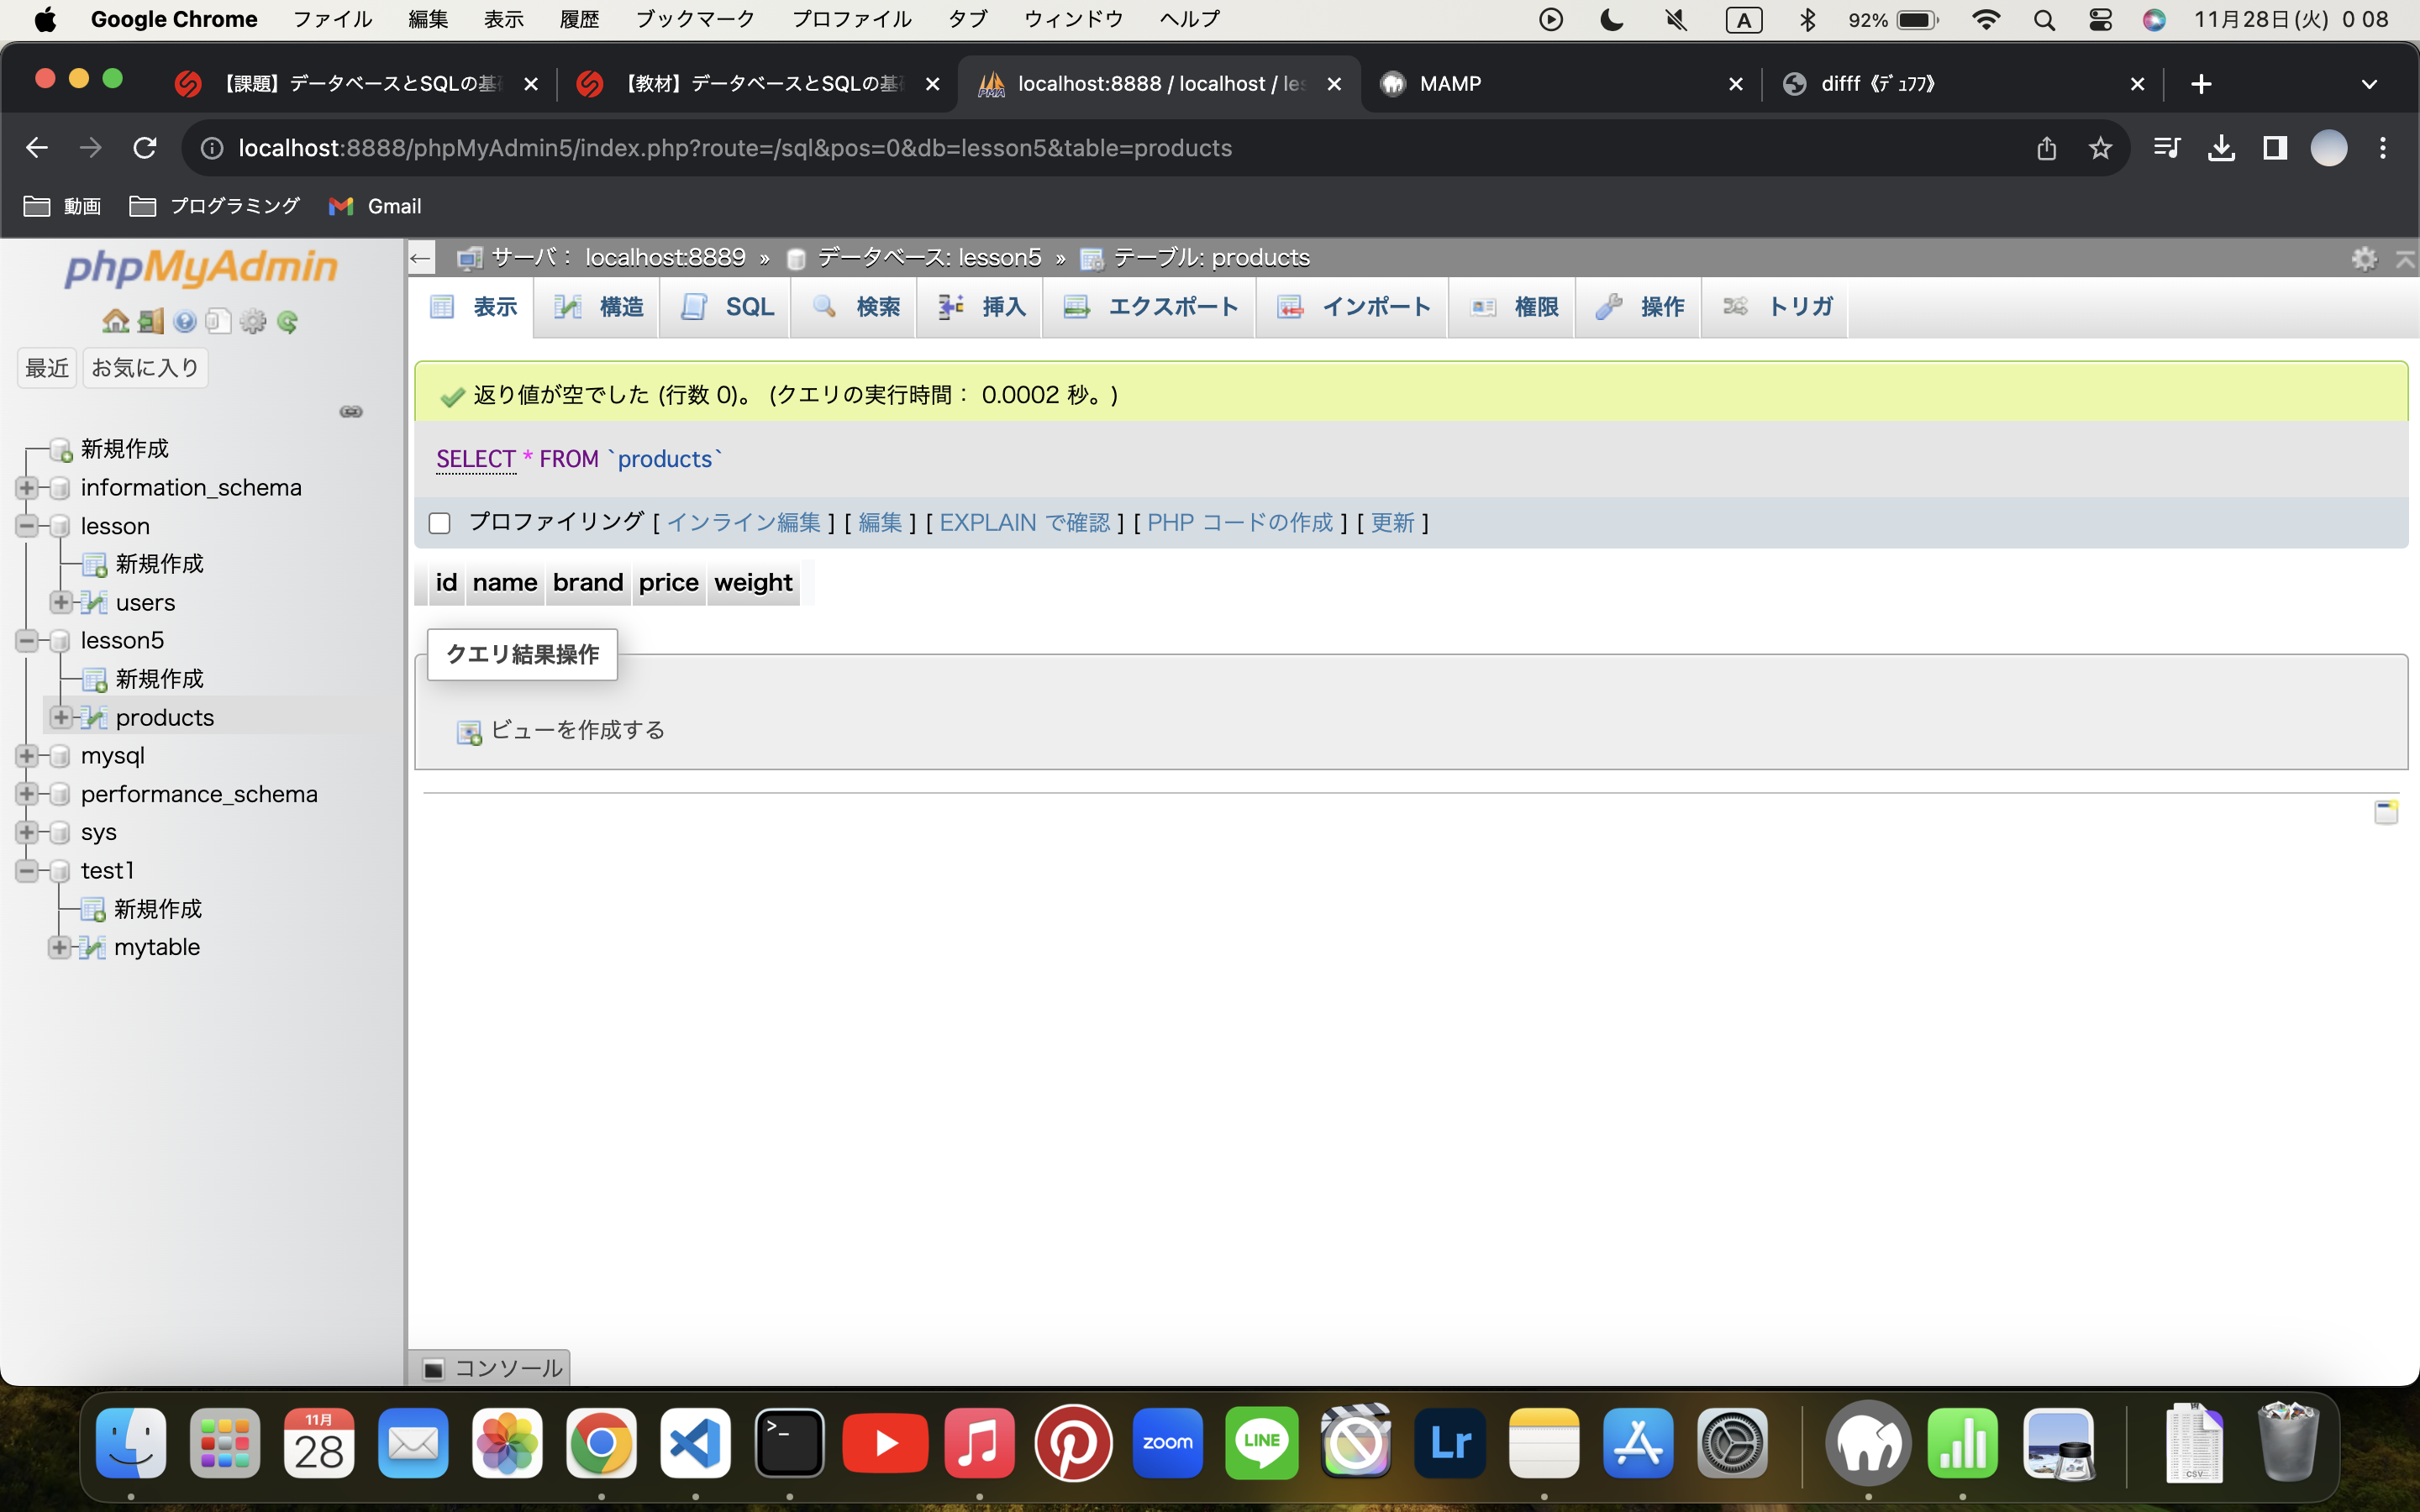 Google Chrome ファイル 編集 表示 履歴 ブックマーク プロファイル タブ ウィンドウ ヘルプ A 92% 11月28日(火) 0 08
【課題】データベースとSQLの基 【教材】データベースとSQLの基 localhost:8888 / localhost / les MAMP difff《ﾃﾞｭﾌﾌ》
localhost:8888/phpMyAdmin5/index.php?route=/sql&pos=0&db=lesson5&table=products
動画 プログラミング Gmail
phpMyAdmin
最近 お気に入り
新規作成
information_schema
lesson
新規作成
users
lesson5
新規作成
products
mysql
performance_schema
sys
test1
新規作成
mytable
サーバ： localhost:8889 » データベース: lesson5 » テーブル: products
表示 構造 SQL 検索 挿入 エクスポート インポート 権限 操作 トリガ
返り値が空でした (行数 0)。 (クエリの実行時間： 0.0002 秒。)
SELECT * FROM `products`
プロファイリング [ インライン編集 ] [ 編集 ] [ EXPLAIN で確認 ] [ PHP コードの作成 ] [ 更新 ]
id name brand price weight
クエリ結果操作
ビューを作成する
コンソール
11月
28
zoom
LINE
Lr
CSV